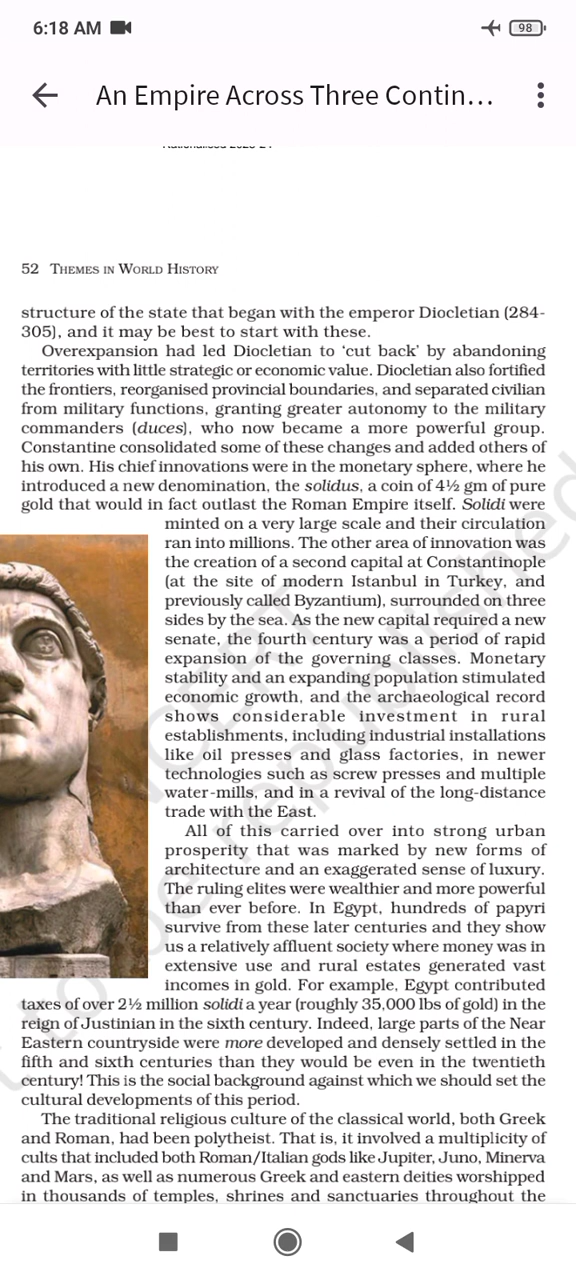 6:18 AM
98
An Empire Across Three Contin...
52 THEMES IN WORLD HISTORY
structure of the state that began with the emperor Diocletian (284-
305), and it may be best to start with these.
Overexpansion had led Diocletian to ‘cut back’ by abandoning
territories with little strategic or economic value. Diocletian also fortified
the frontiers, reorganised provincial boundaries, and separated civilian
from military functions, granting greater autonomy to the military
commanders (duces), who now became a more powerful group.
Constantine consolidated some of these changes and added others of
his own. His chief innovations were in the monetary sphere, where he
introduced a new denomination, the solidus, a coin of 4½ gm of pure
gold that would in fact outlast the Roman Empire itself. Solidi were
minted on a very large scale and their circulation
ran into millions. The other area of innovation was
the creation of a second capital at Constantinople
(at the site of modern Istanbul in Turkey, and
previously called Byzantium), surrounded on three
sides by the sea. As the new capital required a new
senate, the fourth century was a period of rapid
expansion of the governing classes. Monetary
stability and an expanding population stimulated
economic growth, and the archaeological record
shows considerable investment in rural
establishments, including industrial installations
like oil presses and glass factories, in newer
technologies such as screw presses and multiple
water-mills, and in a revival of the long-distance
trade with the East.
All of this carried over into strong urban
prosperity that was marked by new forms of
architecture and an exaggerated sense of luxury.
The ruling elites were wealthier and more powerful
than ever before. In Egypt, hundreds of papyri
survive from these later centuries and they show
us a relatively affluent society where money was in
extensive use and rural estates generated vast
incomes in gold. For example, Egypt contributed
taxes of over 2½ million solidi a year (roughly 35,000 lbs of gold) in the
reign of Justinian in the sixth century. Indeed, large parts of the Near
Eastern countryside were more developed and densely settled in the
fifth and sixth centuries than they would be even in the twentieth
century! This is the social background against which we should set the
cultural developments of this period.
The traditional religious culture of the classical world, both Greek
and Roman, had been polytheist. That is, it involved a multiplicity of
cults that included both Roman/Italian gods like Jupiter, Juno, Minerva
and Mars, as well as numerous Greek and eastern deities worshipped
in thousands of temples, shrines and sanctuaries throughout the